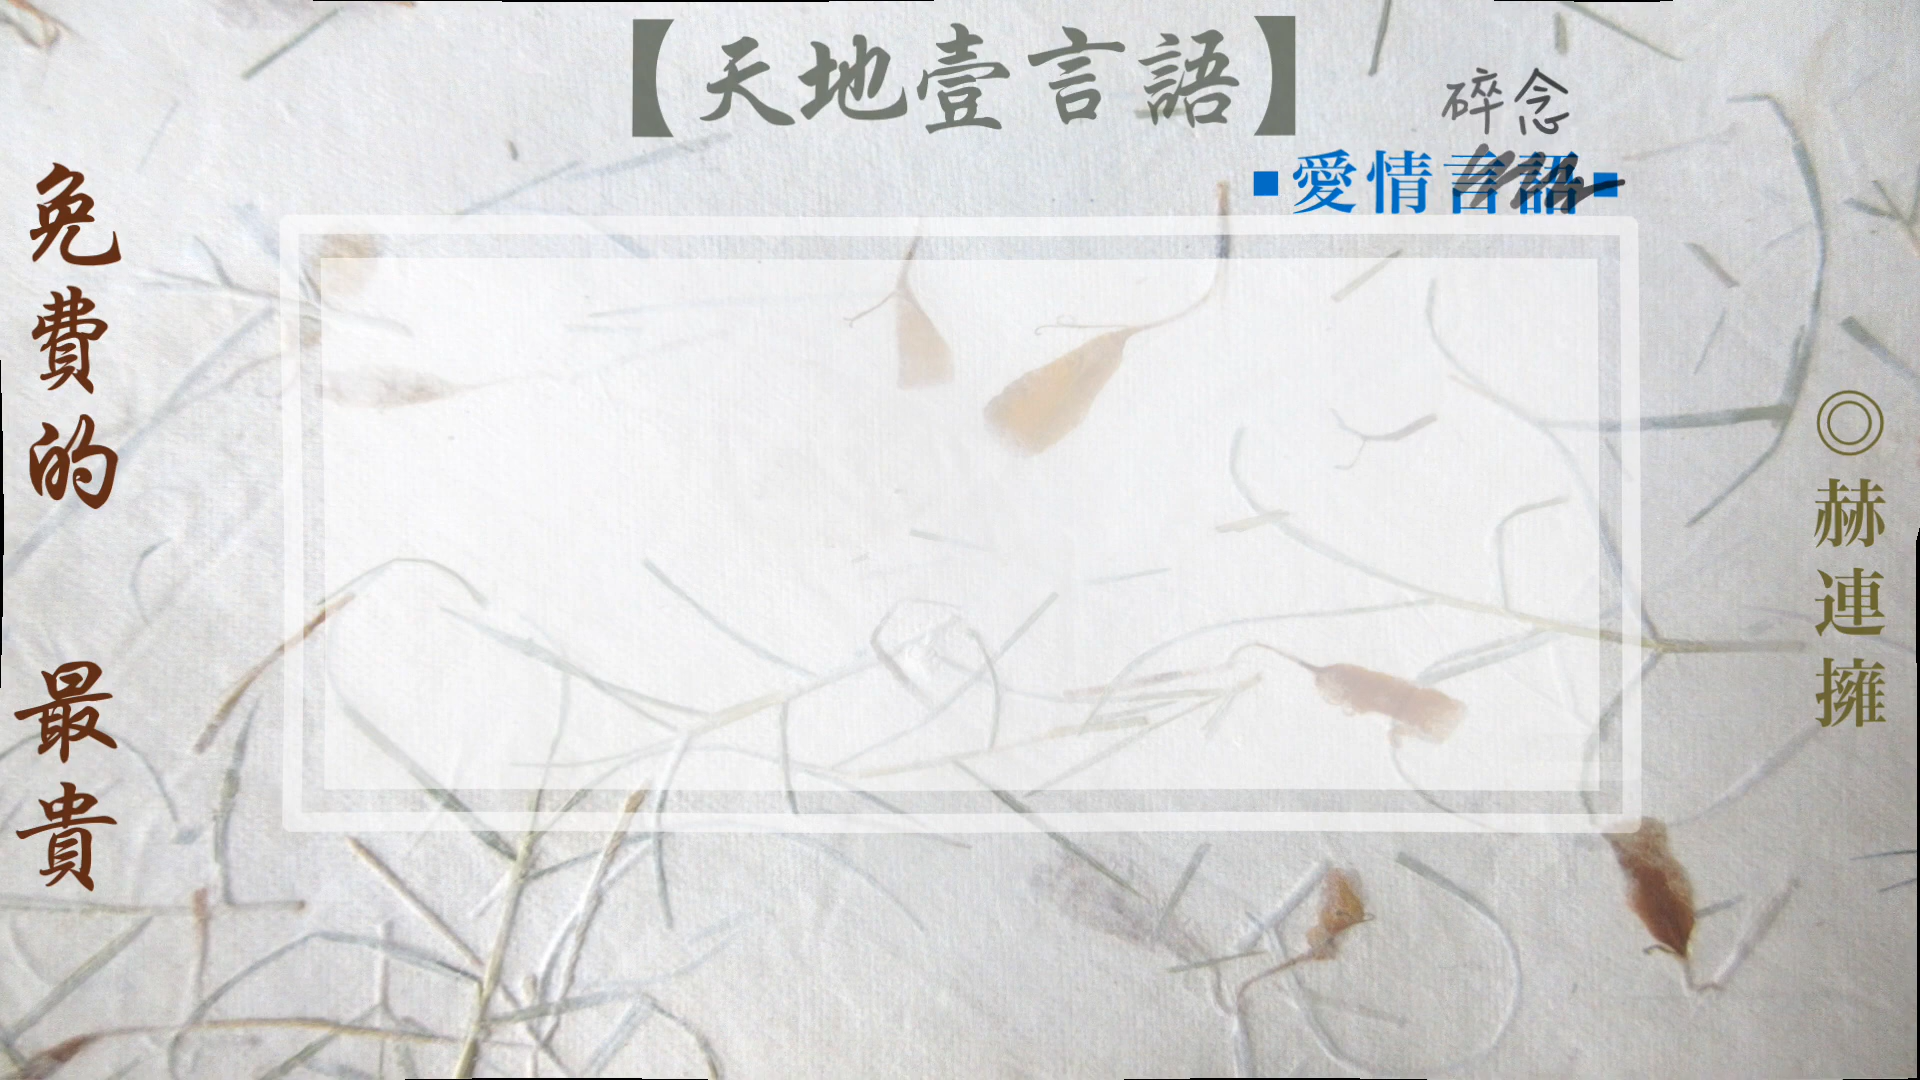 【天地壹言語】
碎念
▪愛情言語▪
免費的 最貴
◎赫連擁